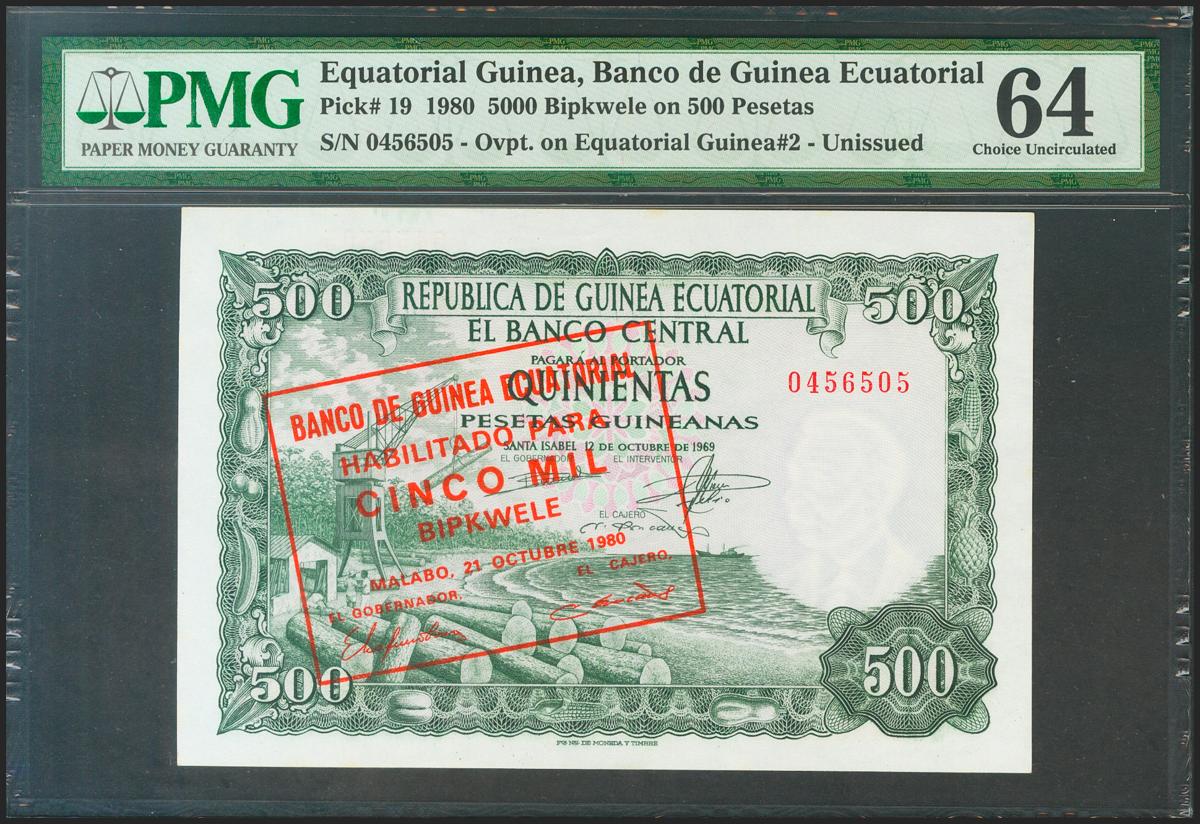 PMG
PAPER MONEY GUARANTY
Equatorial Guinea, Banco de Guinea Ecuatorial
Pick# 19 1980 5000 Bipkwele on 500 Pesetas
S/N 0456505 - Ovpt. on Equatorial Guinea#2 - Unissued
64
Choice Uncirculated
500
500
REPUBLICA DE GUINEA ECUATORIAL
EL BANCO CENTRAL
PAGARÁ AL PORTADOR
QUINIENTAS
PESETAS GUINEANAS
0456505
SANTA ISABEL 12 DE OCTUBRE DE 1969
EL GOBERNADOR
EL INTERVENTOR
EL CAJERO
BANCO DE GUINEA ECUATORIAL
HABILITADO PARA
CINCO MIL
BIPKWELE
MALABO, 21 OCTUBRE 1980
EL GOBERNADOR,
EL CAJERO,
500
500
DE MONEDA Y TIMBRE